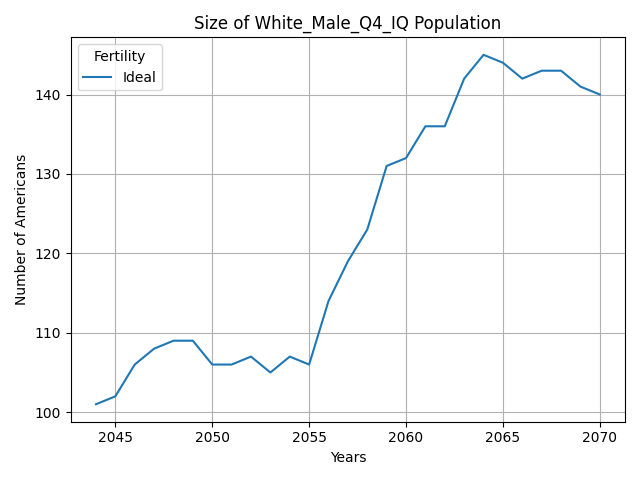 Size of White_Male_Q4_IQ Population
Fertility
Ideal
Number of Americans
140
130
120
110
100
2045 2050 2055 2060 2065 2070
Years